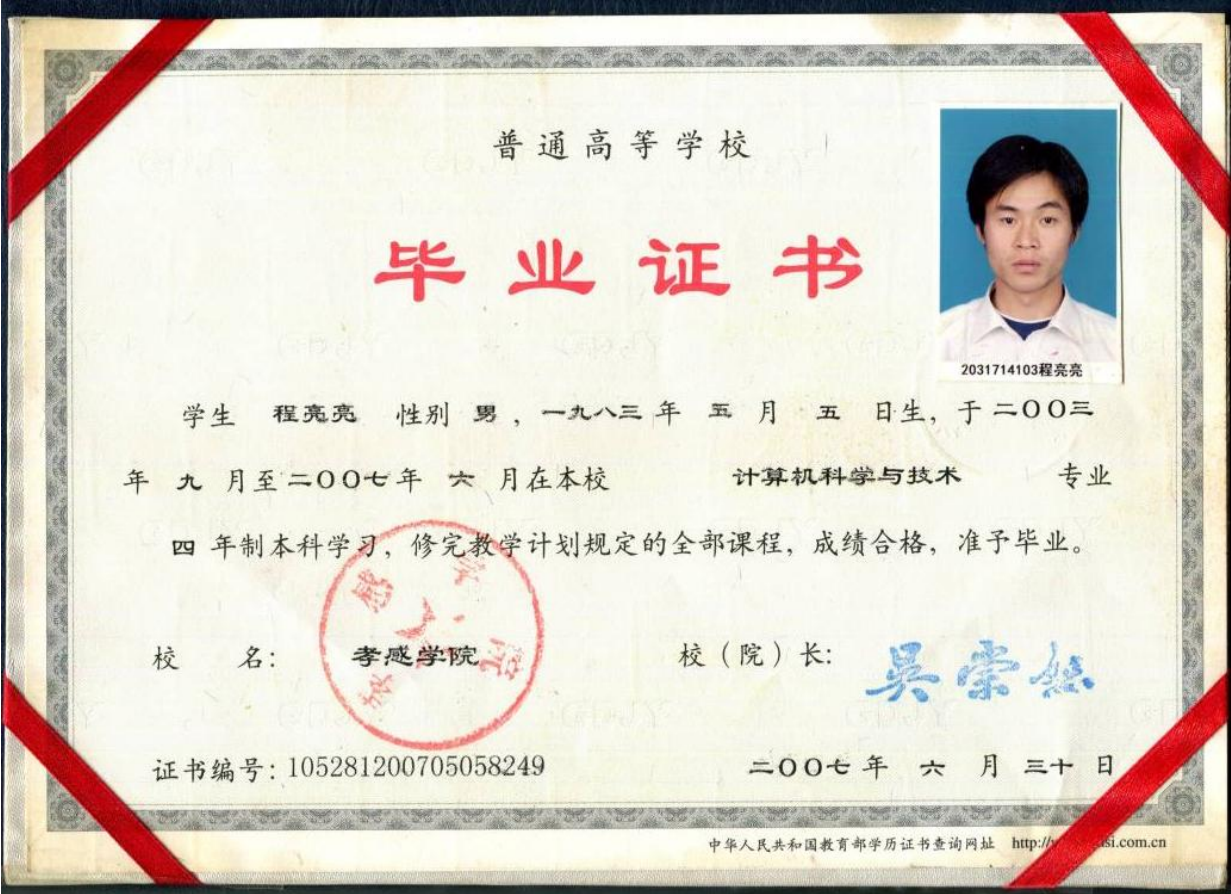 普通高等学校
毕业证书
2031714103程亮亮
学生 程亮亮 性别 男，一九八三年 五 月 五 日生，于二〇〇三
年 九 月至二〇〇七年 六 月在本校 计算机科学与技术 专业
四 年制本科学习，修完教学计划规定的全部课程，成绩合格，准予毕业。
校 名： 孝感学院 校（院）长：
证书编号：105281200705058249 二〇〇七年 六 月 三十 日
中华人民共和国教育部学历证书查询网址 http://